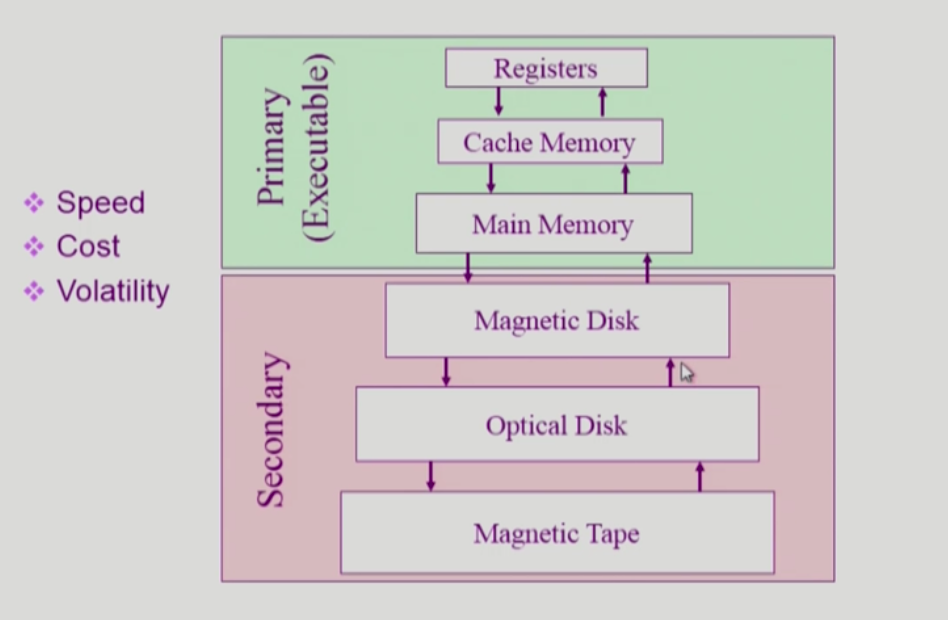 Speed
Cost
Volatility
Primary
(Executable)
Registers
Cache Memory
Main Memory
Secondary
Magnetic Disk
Optical Disk
Magnetic Tape